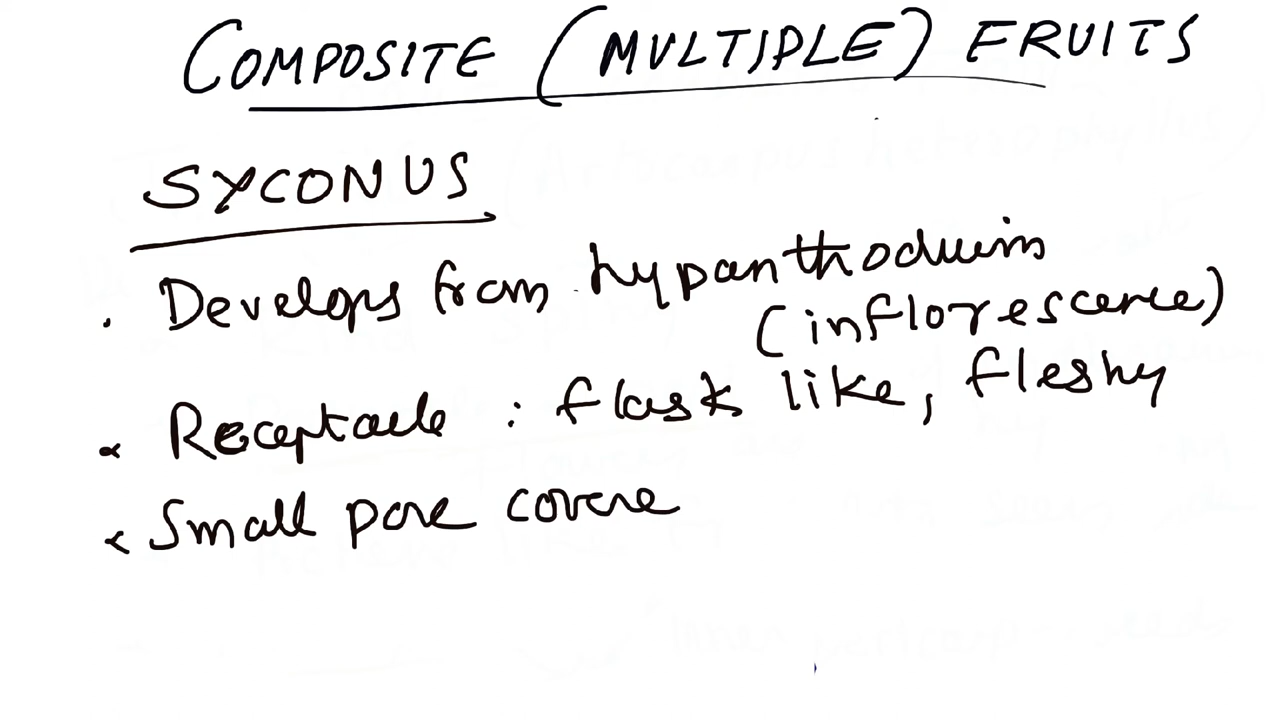 COMPOSITE (MULTIPLE) FRUITS
SYCONUS
. Develops from hypanthodium
(inflorescence)
. Receptacle : flask like, fleshy
. Small pore covere